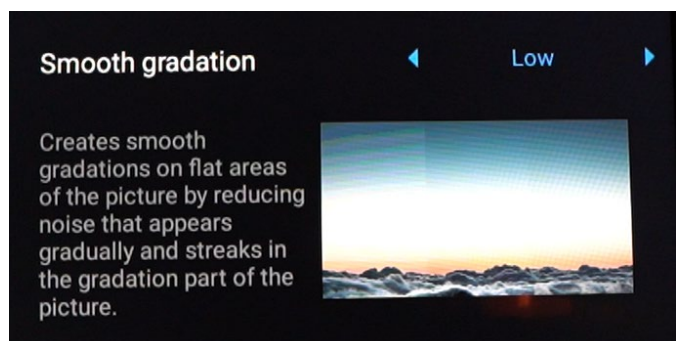 Smooth gradation
Low
Creates smooth
gradations on flat areas
of the picture by reducing
noise that appears
gradually and streaks in
the gradation part of the
picture.